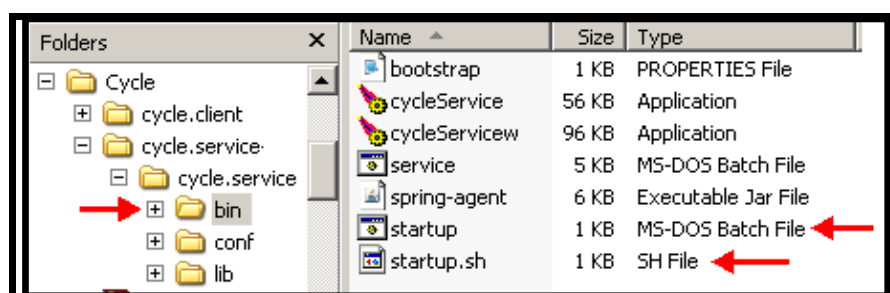 Folders
Cycle
cycle.client
cycle.service
cycle.service
bin
conf
lib
Name Size Type
bootstrap 1 KB PROPERTIES File
cycleService 56 KB Application
cycleServicew 96 KB Application
service 5 KB MS-DOS Batch File
spring-agent 6 KB Executable Jar File
startup 1 KB MS-DOS Batch File
startup.sh 1 KB SH File